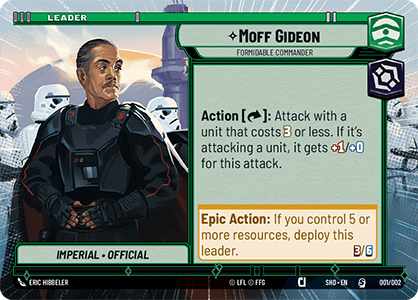 LEADER
MOFF GIDEON
FORMIDABLE COMMANDER
Action [↷]: Attack with a
unit that costs 3 or less. If it's
attacking a unit, it gets +1/+0
for this attack.
Epic Action: If you control 5 or
more resources, deploy this
leader.
3/6
IMPERIAL • OFFICIAL
ERIC HIBBELER
© LFL © FFG
SHD • EN
001/002